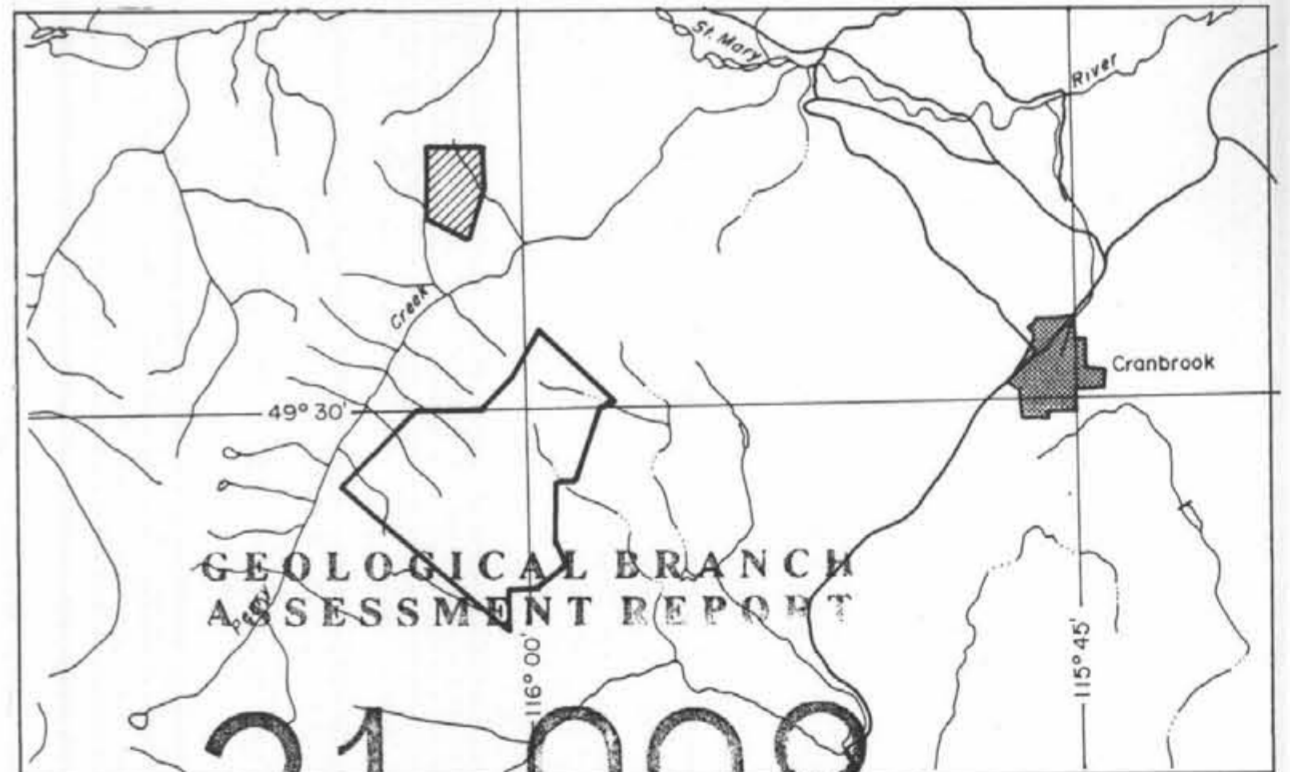 St. Mary
River
Creek
Cranbrook
49° 30'
GEOLOGICAL BRANCH
ASSESSMENT REPORT
116° 00'
115° 45'